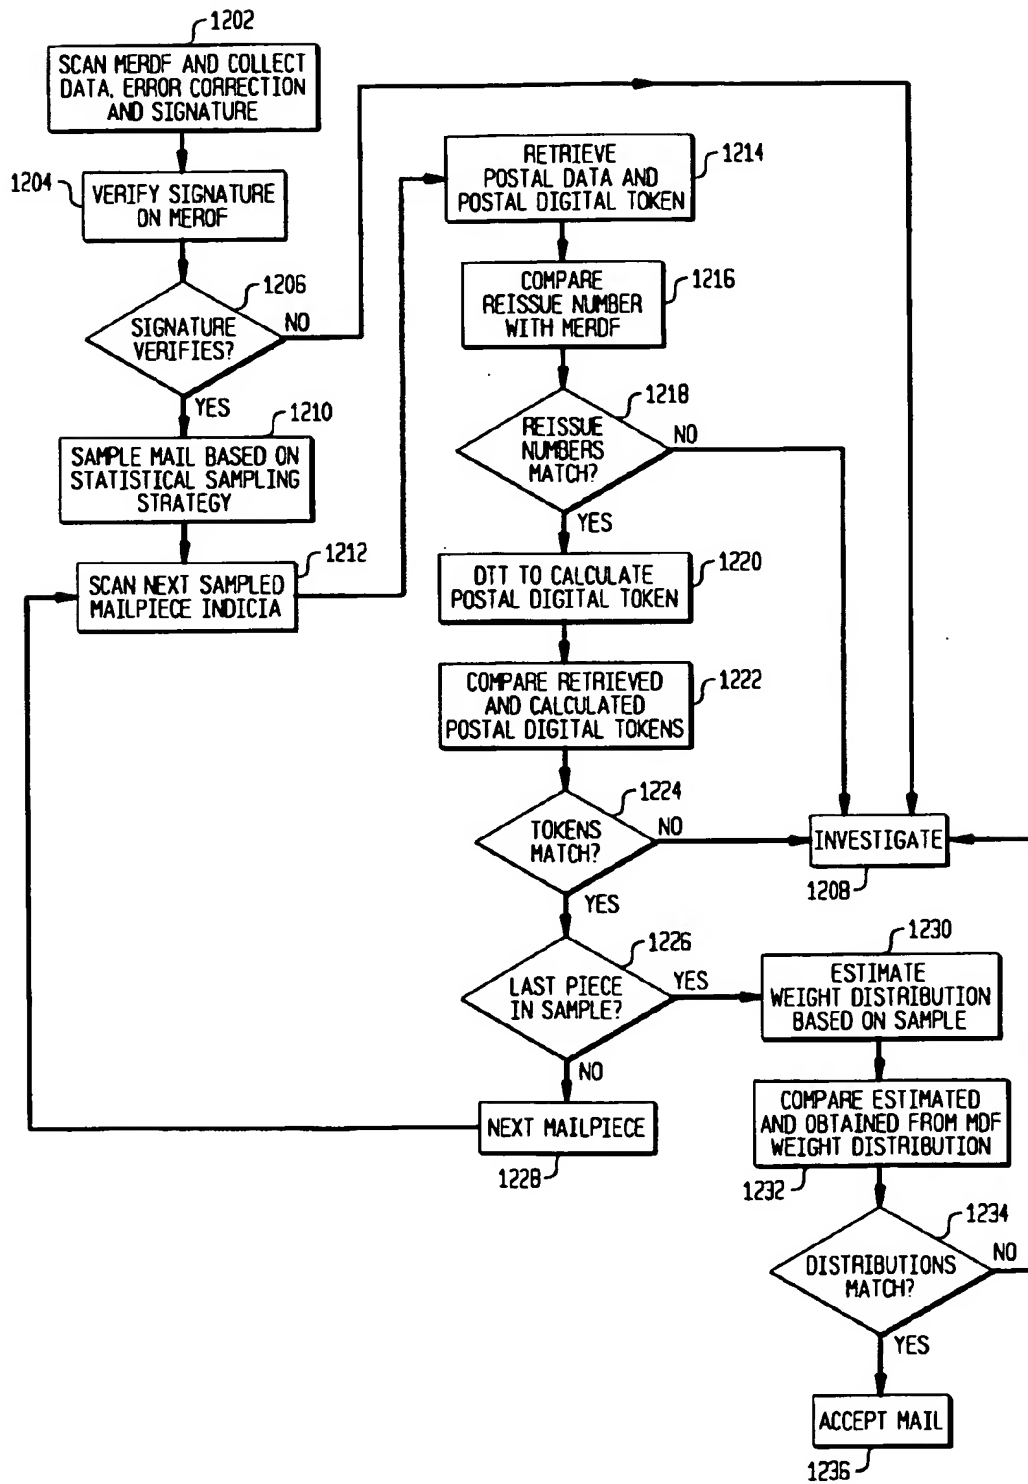 1202
SCAN MERDF AND COLLECT
DATA, ERROR CORRECTION
AND SIGNATURE
1204
VERIFY SIGNATURE
ON MERDF
1206
SIGNATURE
VERIFIES?
NO
YES
1210
SAMPLE MAIL BASED ON
STATISTICAL SAMPLING
STRATEGY
1212
SCAN NEXT SAMPLED
MAILPIECE INDICIA
1214
RETRIEVE
POSTAL DATA AND
POSTAL DIGITAL TOKEN
1216
COMPARE
REISSUE NUMBER
WITH MERDF
1218
REISSUE
NUMBERS
MATCH?
NO
YES
1220
DTT TO CALCULATE
POSTAL DIGITAL TOKEN
1222
COMPARE RETRIEVED
AND CALCULATED
POSTAL DIGITAL TOKENS
1224
TOKENS
MATCH?
NO
YES
INVESTIGATE
1208
1226
LAST PIECE
IN SAMPLE?
YES
NO
NEXT MAILPIECE
1228
1230
ESTIMATE
WEIGHT DISTRIBUTION
BASED ON SAMPLE
COMPARE ESTIMATED
AND OBTAINED FROM MDF
WEIGHT DISTRIBUTION
1232
1234
DISTRIBUTIONS
MATCH?
NO
YES
ACCEPT MAIL
1236